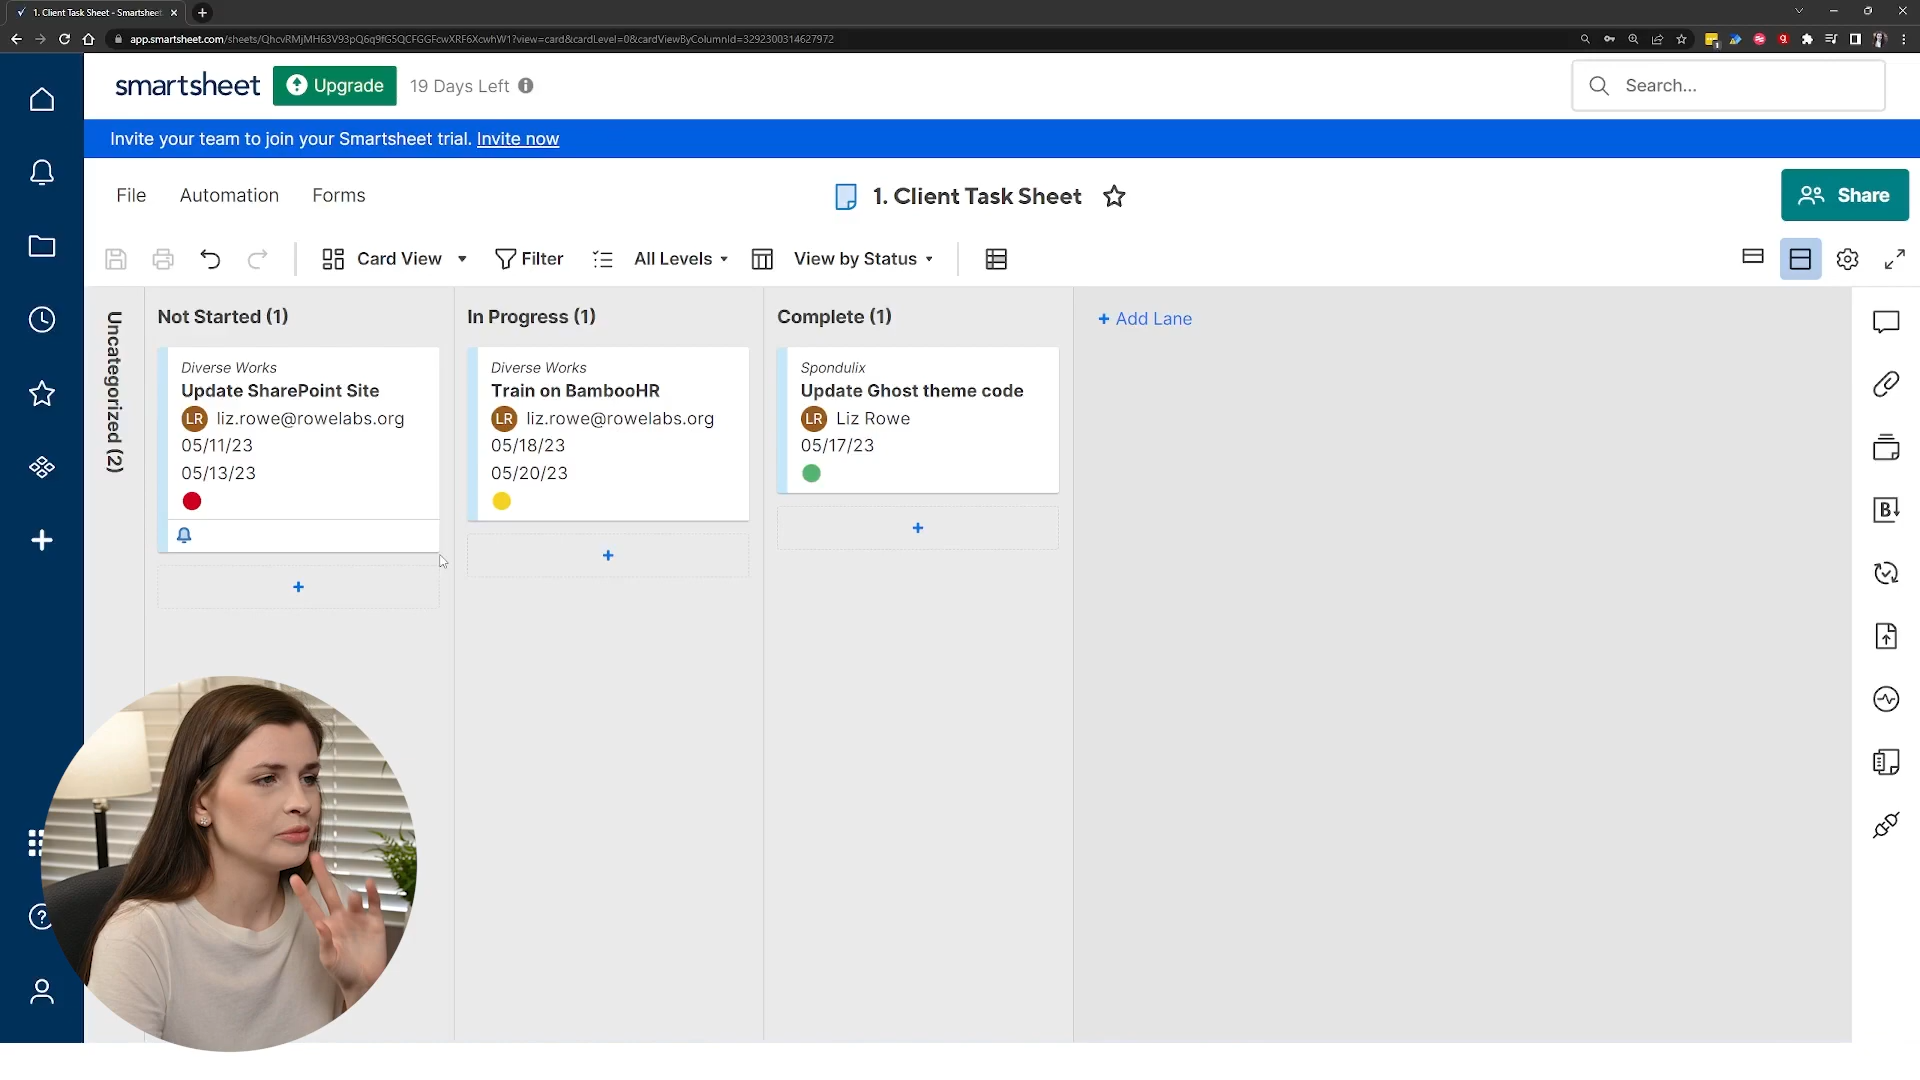 1. Client Task Sheet - Smartsheet
app.smartsheet.com/sheets/QhcvRMjMH63V93pQ6q9fG5QCFGGFcwXRF6XcwhW1?view=card&cardLevel=0&cardViewByColumnId=3292300314627972
smartsheet
Upgrade
19 Days Left
Search...
Invite your team to join your Smartsheet trial. Invite now
File
Automation
Forms
1. Client Task Sheet
Share
Card View
Filter
All Levels
View by Status
Uncategorized (2)
Not Started (1)
Diverse Works
Update SharePoint Site
LR liz.rowe@rowelabs.org
05/11/23
05/13/23
+
In Progress (1)
Diverse Works
Train on BambooHR
LR liz.rowe@rowelabs.org
05/18/23
05/20/23
+
Complete (1)
Spondulix
Update Ghost theme code
LR Liz Rowe
05/17/23
+
+ Add Lane